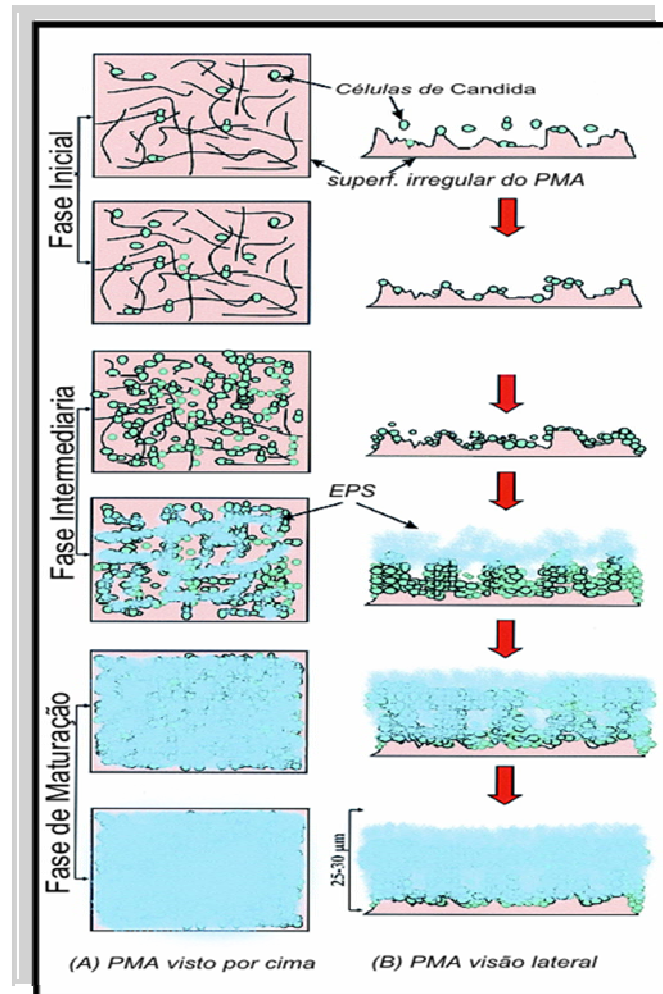 Células de Candida
superf. irregular do PMA
Fase Inicial
Fase Intermediaria
EPS
Fase de Maturação
25-30 µm
(A) PMA visto por cima
(B) PMA visão lateral